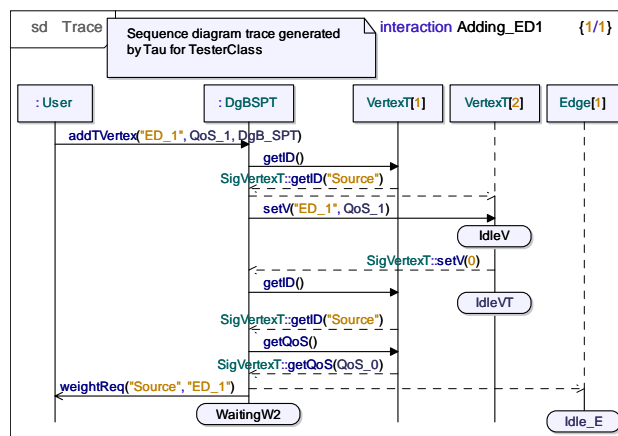 sd Trace
Sequence diagram trace generated
by Tau for TesterClass
interaction Adding_ED1 {1/1}
: User
: DgBSPT
VertexT[1]
VertexT[2]
Edge[1]
addTVertex("ED_1", QoS_1, DgB_SPT)
getID()
SigVertexT::getID("Source")
setV("ED_1", QoS_1)
IdleV
SigVertexT::setV(0)
getID()
IdleVT
SigVertexT::getID("Source")
getQoS()
SigVertexT::getQoS(QoS_0)
weightReq("Source", "ED_1")
WaitingW2
Idle_E